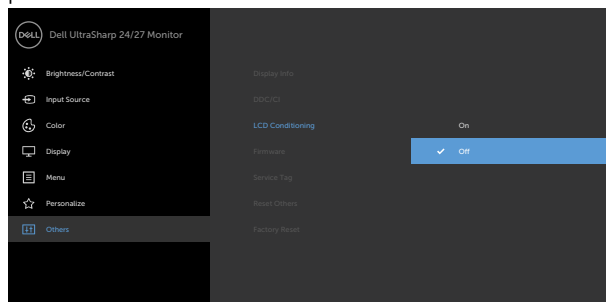 DELL
Dell UltraSharp 24/27 Monitor
Brightness/Contrast
Display Info
Input Source
DDC/CI
Color
LCD Conditioning
On
Display
Firmware
Off
Menu
Service Tag
Personalize
Reset Others
Others
Factory Reset